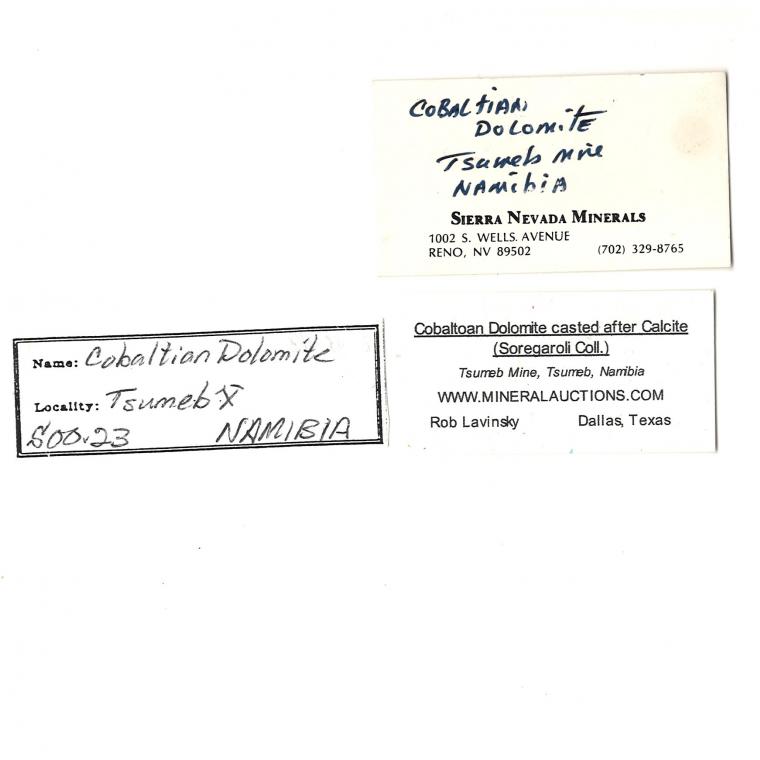 COBALTIAN
DOLOMITE
Tsumeb Mine
NAMibiA
SIERRA NEVADA MINERALS
1002 S. WELLS. AVENUE
RENO, NV 89502 (702) 329-8765
Cobaltoan Dolomite casted after Calcite
(Soregaroli Coll.)
Tsumeb Mine, Tsumeb, Namibia
WWW.MINERALAUCTIONS.COM
Rob Lavinsky Dallas, Texas
Name: Cobaltian Dolomite
Locality: Tsumeb
NAMIBIA